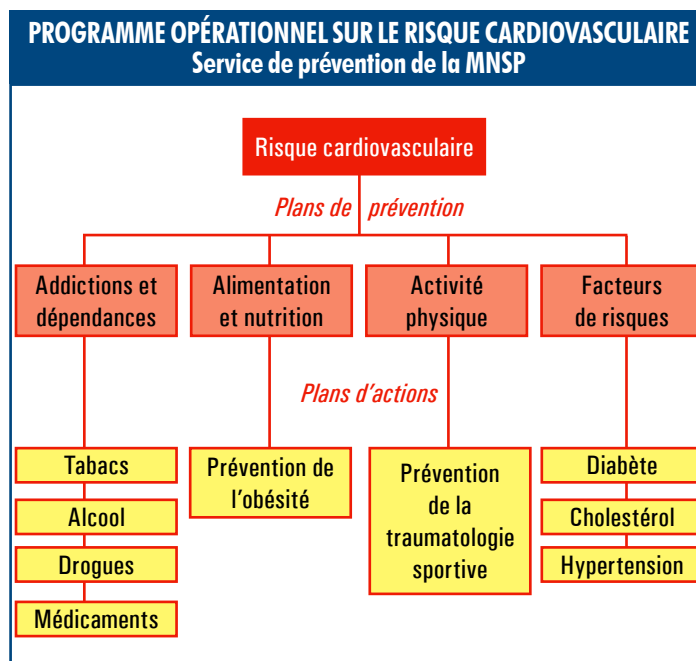 PROGRAMME OPÉRATIONNEL SUR LE RISQUE CARDIOVASCULAIRE
Service de prévention de la MNSP
Risque cardiovasculaire
Plans de prévention
Addictions et
dépendances
Alimentation
et nutrition
Activité
physique
Facteurs
de risques
Plans d'actions
Tabacs
Alcool
Drogues
Médicaments
Prévention de
l'obésité
Prévention
de la
traumatologie
sportive
Diabète
Cholestérol
Hypertension